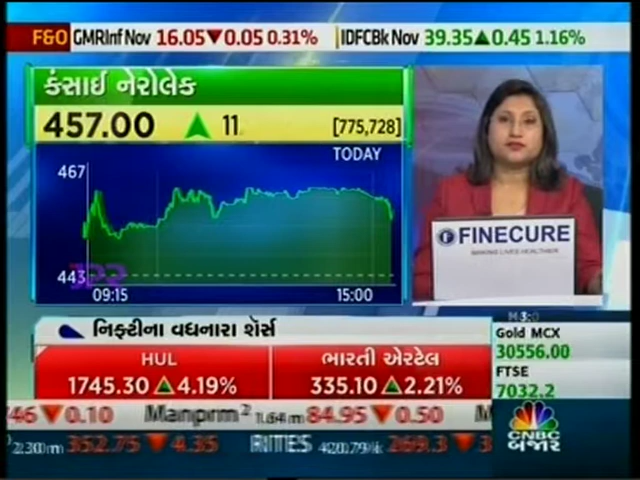 F&O GMRInf Nov 16.05▼0.05 0.31% IDFCBk Nov 39.35▲0.45 1.16%
કંસાઈ નેરોલેક
457.00 ▲ 11 [775,728]
TODAY
467
443
09:15 15:00
FINECURE
MAKING LIVES HEALTHIER
નિફ્ટીના વધનારા શૅર્સ
HUL
1745.30▲4.19%
ભારતી એરટેલ
335.10▲2.21%
Gold MCX
30556.00
FTSE
7032.2
▼0.10 Manprm 84.95▼0.50 M
352.75▼4.35 RITES 269.3▼3
CNBC
બજાર